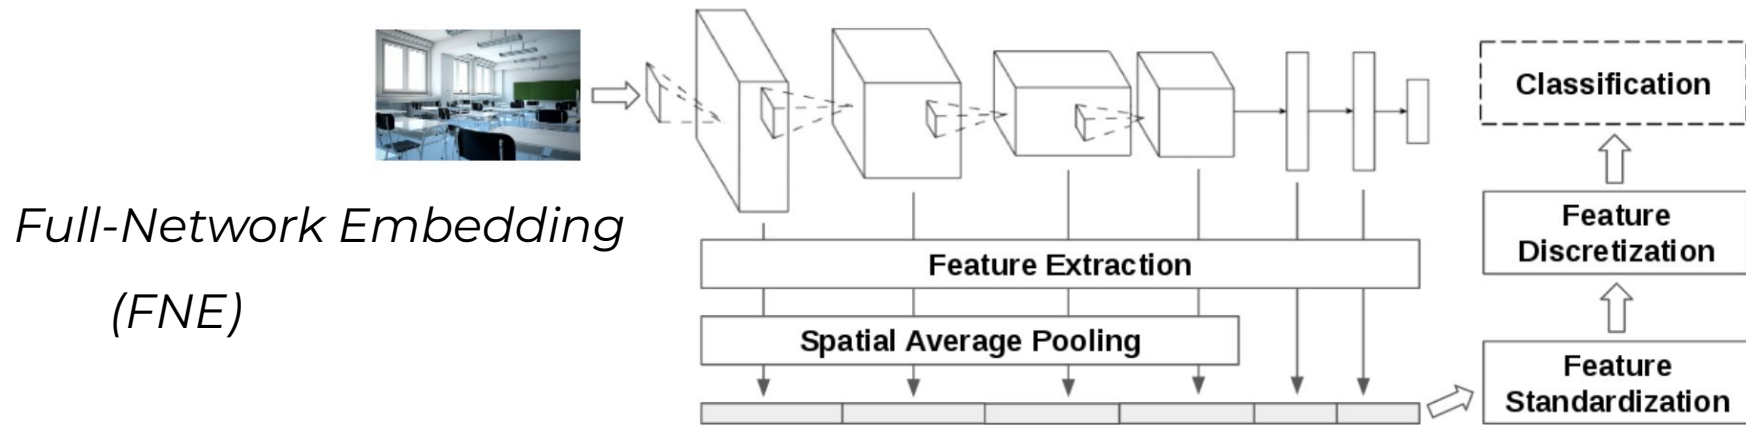 Full-Network Embedding
(FNE)
Feature Extraction
Spatial Average Pooling
Classification
Feature
Discretization
Feature
Standardization